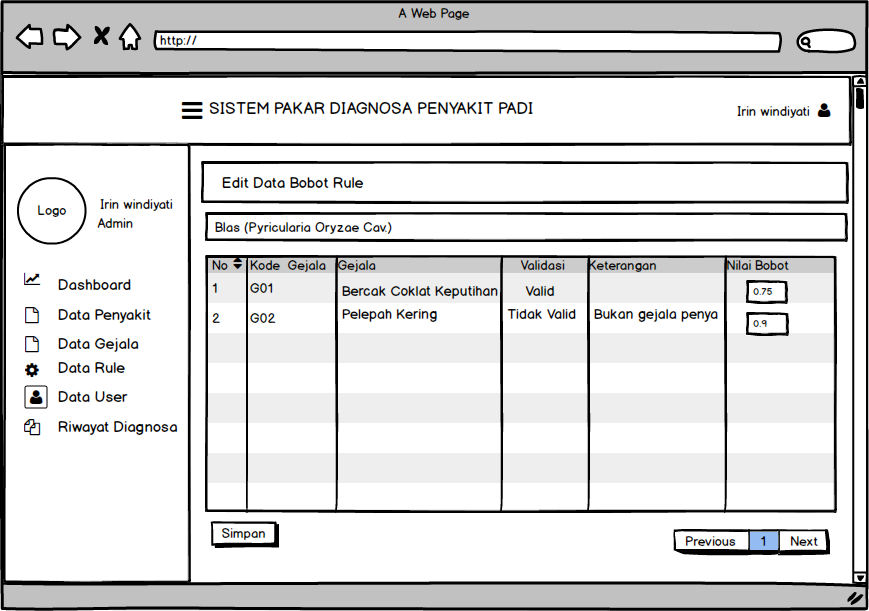 A Web Page
http://
SISTEM PAKAR DIAGNOSA PENYAKIT PADI
Irin windiyati
Logo
Irin windiyati
Admin
Dashboard
Data Penyakit
Data Gejala
Data Rule
Data User
Riwayat Diagnosa
Edit Data Bobot Rule
Blas (Pyricularia Oryzae Cav.)
No Kode Gejala Gejala Validasi Keterangan Nilai Bobot
1 G01 Bercak Coklat Keputihan Valid 0.75
2 G02 Pelepah Kering Tidak Valid Bukan gejala penya 0.9
Simpan
Previous 1 Next